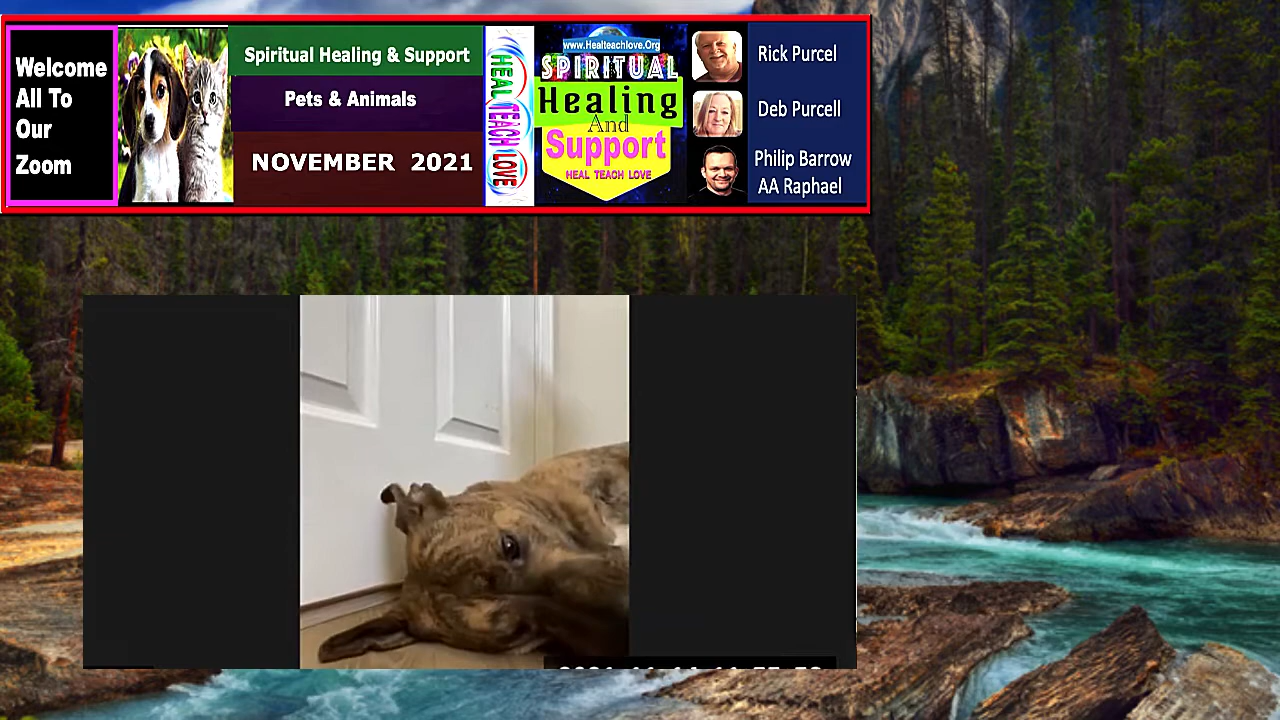 Welcome
All To
Our
Zoom
Spiritual Healing & Support
Pets & Animals
NOVEMBER 2021
HEAL TEACH LOVE
www.Healteachlove.Org
SPIRITUAL
Healing
And
Support
HEAL TEACH LOVE
Rick Purcel
Deb Purcell
Philip Barrow
AA Raphael